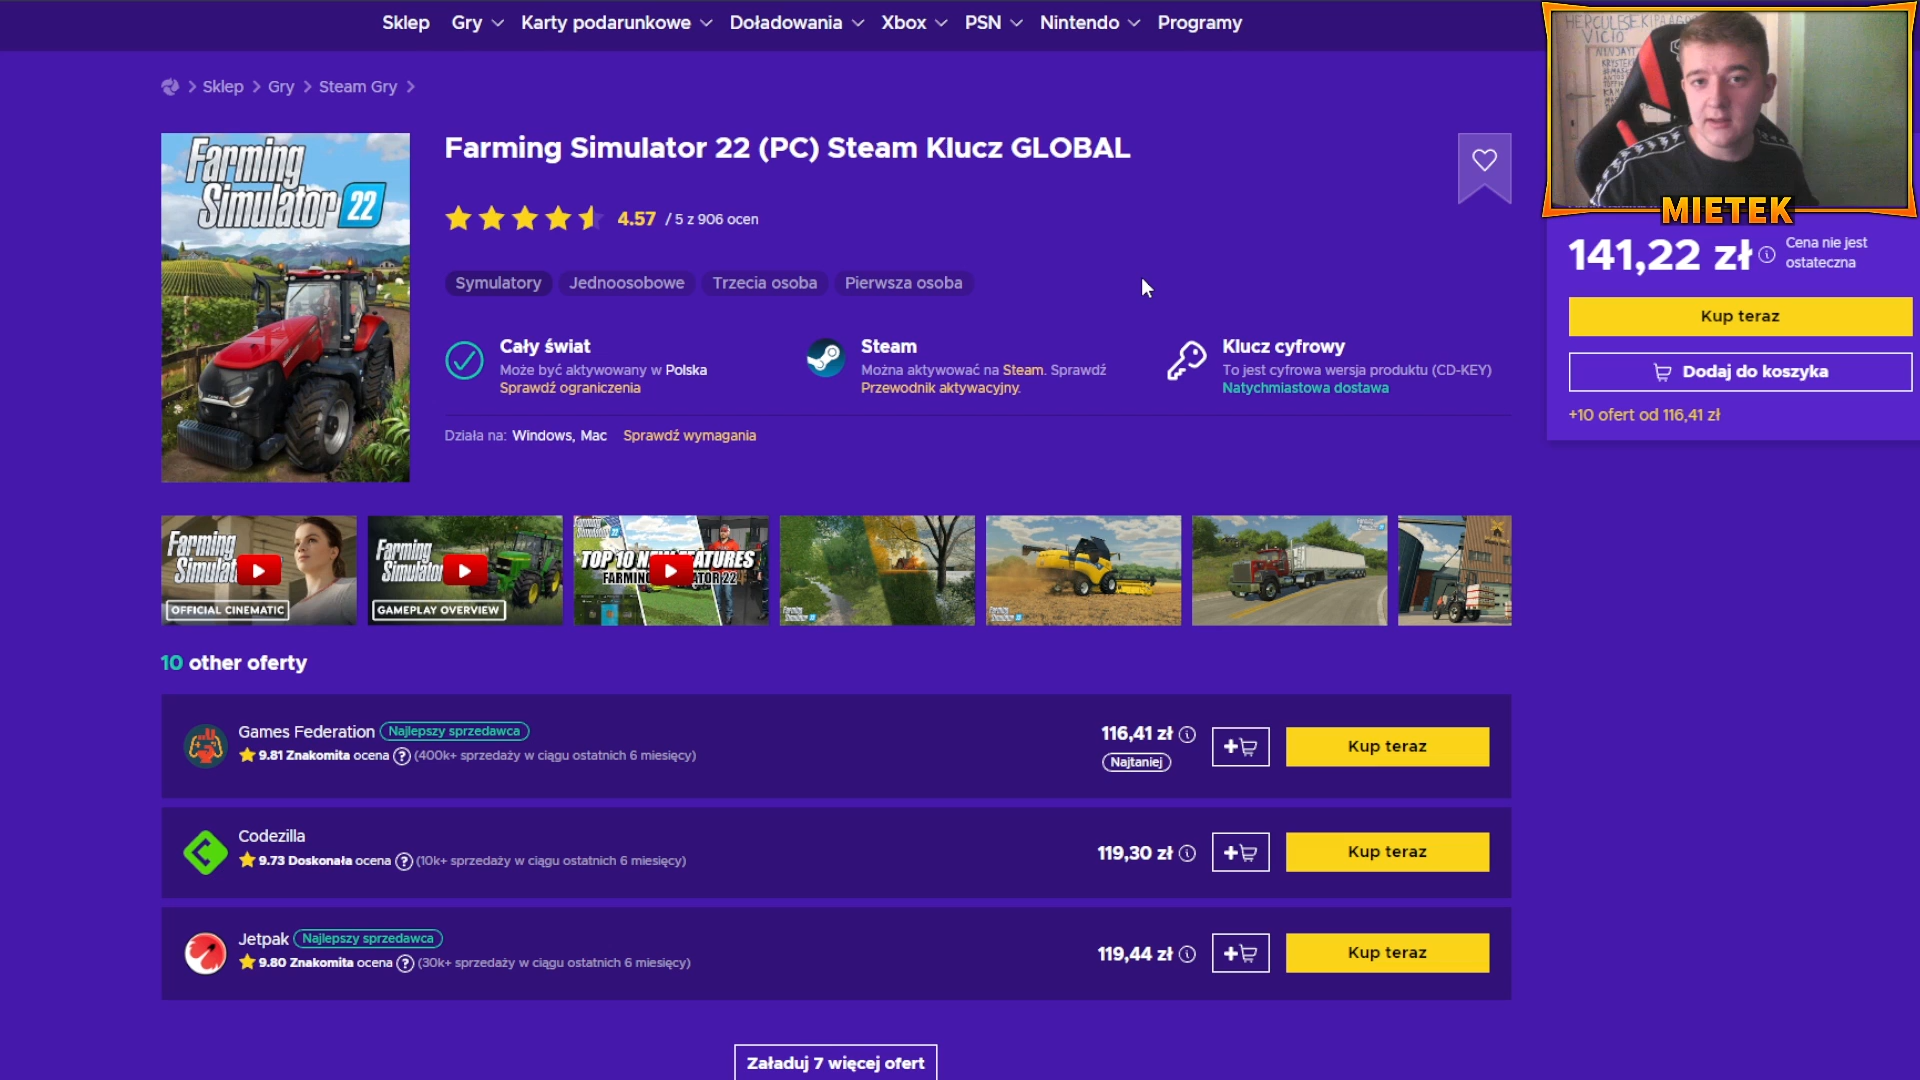 Sklep Gry Karty podarunkowe Doładowania Xbox PSN Nintendo Programy
Sklep Gry Steam Gry
Farming Simulator 22
Farming Simulator 22 (PC) Steam Klucz GLOBAL
4.57 / 5 z 906 ocen
Symulatory Jednoosobowe Trzecia osoba Pierwsza osoba
Cały świat
Może być aktywowany w Polska
Sprawdź ograniczenia
Steam
Można aktywować na Steam. Sprawdź
Przewodnik aktywacyjny.
Klucz cyfrowy
To jest cyfrowa wersja produktu (CD-KEY)
Natychmiastowa dostawa
Działa na: Windows, Mac Sprawdź wymagania
MIETEK
141,22 zł
Cena nie jest
ostateczna
Kup teraz
Dodaj do koszyka
+10 ofert od 116,41 zł
Farming
OFFICIAL CINEMATIC
Farming
GAMEPLAY OVERVIEW
TOP 10
10 other oferty
Games Federation Najlepszy sprzedawca
9.81 Znakomita ocena ? (400k+ sprzedaży w ciągu ostatnich 6 miesięcy)
116,41 zł
Najtaniej
Kup teraz
Codezilla
9.73 Doskonała ocena ? (10k+ sprzedaży w ciągu ostatnich 6 miesięcy)
119,30 zł
Kup teraz
Jetpak Najlepszy sprzedawca
9.80 Znakomita ocena ? (30k+ sprzedaży w ciągu ostatnich 6 miesięcy)
119,44 zł
Kup teraz
Załaduj 7 więcej ofert